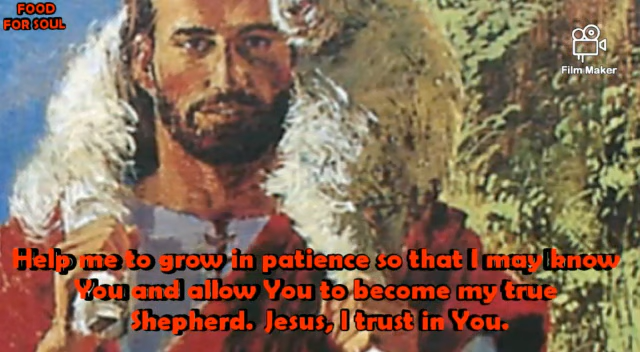 FOOD
FOR SOUL
Film Maker
Help me to grow in patience so that I may know
You and allow You to become my true
Shepherd. Jesus, I trust in You.